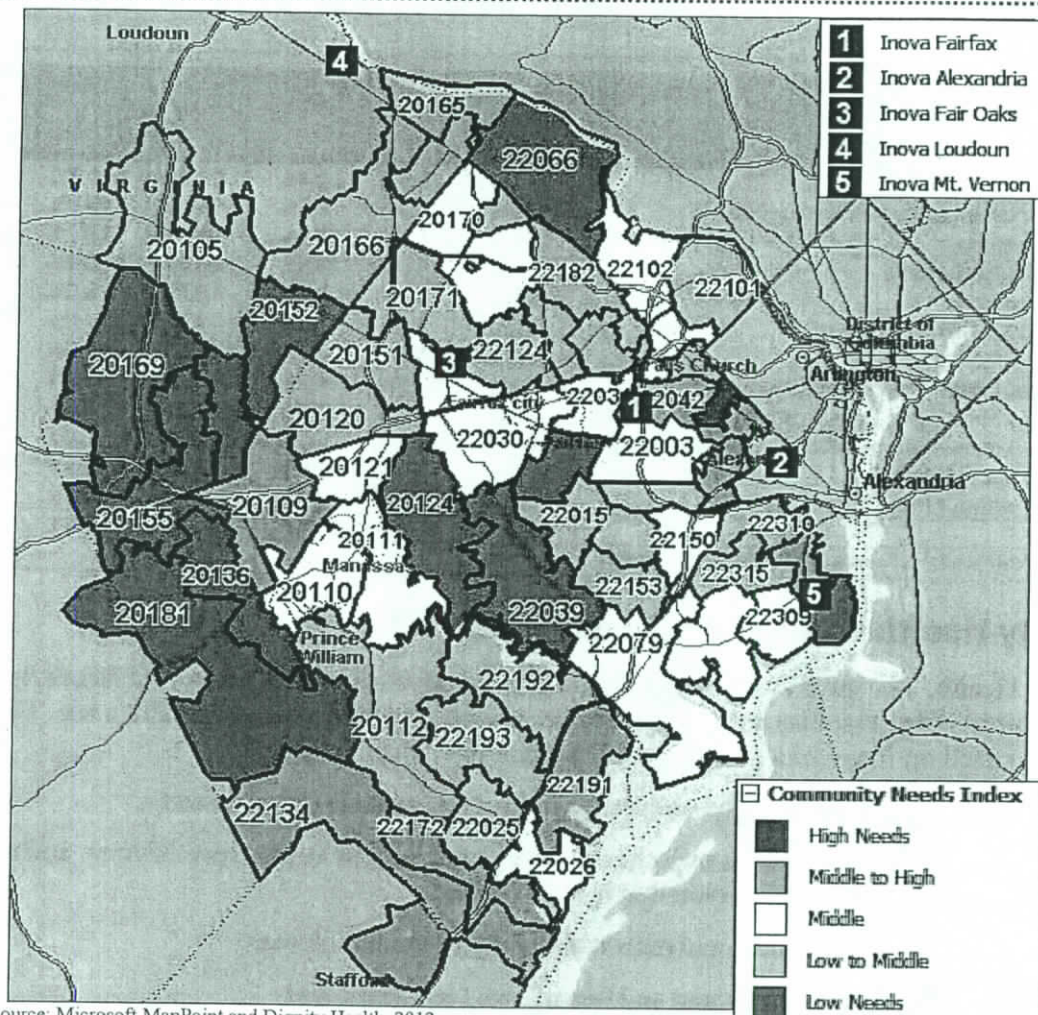 Loudoun
4
1 Inova Fairfax
2 Inova Alexandria
3 Inova Fair Oaks
4 Inova Loudoun
5 Inova Mt. Vernon
20165
22066
VIRGINIA
20170
20105
20166
22182
22102
22101
20171
20152
District of
Columbia
20169
20151
3
22124
Falls Church
Arlington
2203
1
2042
20120
Fairfax city
22030
22003
2
20121
Alexandria
20155
20109
20124
22015
22310
20111
22150
Manassas
22315
20136
22153
5
20181
20110
22039
22309
22079
Prince
William
22192
20112
22193
22191
22134
22172
22025
22026
Stafford
Community Needs Index
High Needs
Middle to High
Middle
Low to Middle
Low Needs
ource: Microsoft MapPoint and Dignity Health, 2012